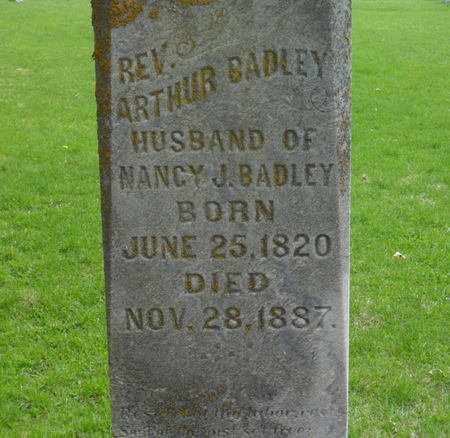 REV.
ARTHUR BADLEY
HUSBAND OF
NANCY J. BADLEY
BORN
JUNE 25, 1820
DIED
NOV. 28, 1887.